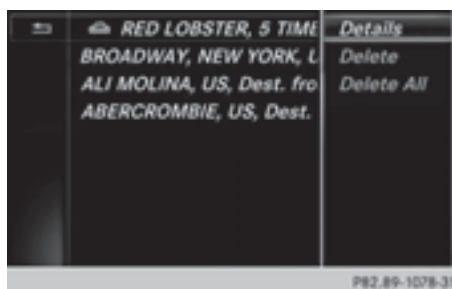 RED LOBSTER, 5 TIME
BROADWAY, NEW YORK, U
ALI MOLINA, US, Dest. fro
ABERCROMBIE, US, Dest.
Details
Delete
Delete All
P82.89-1078-31